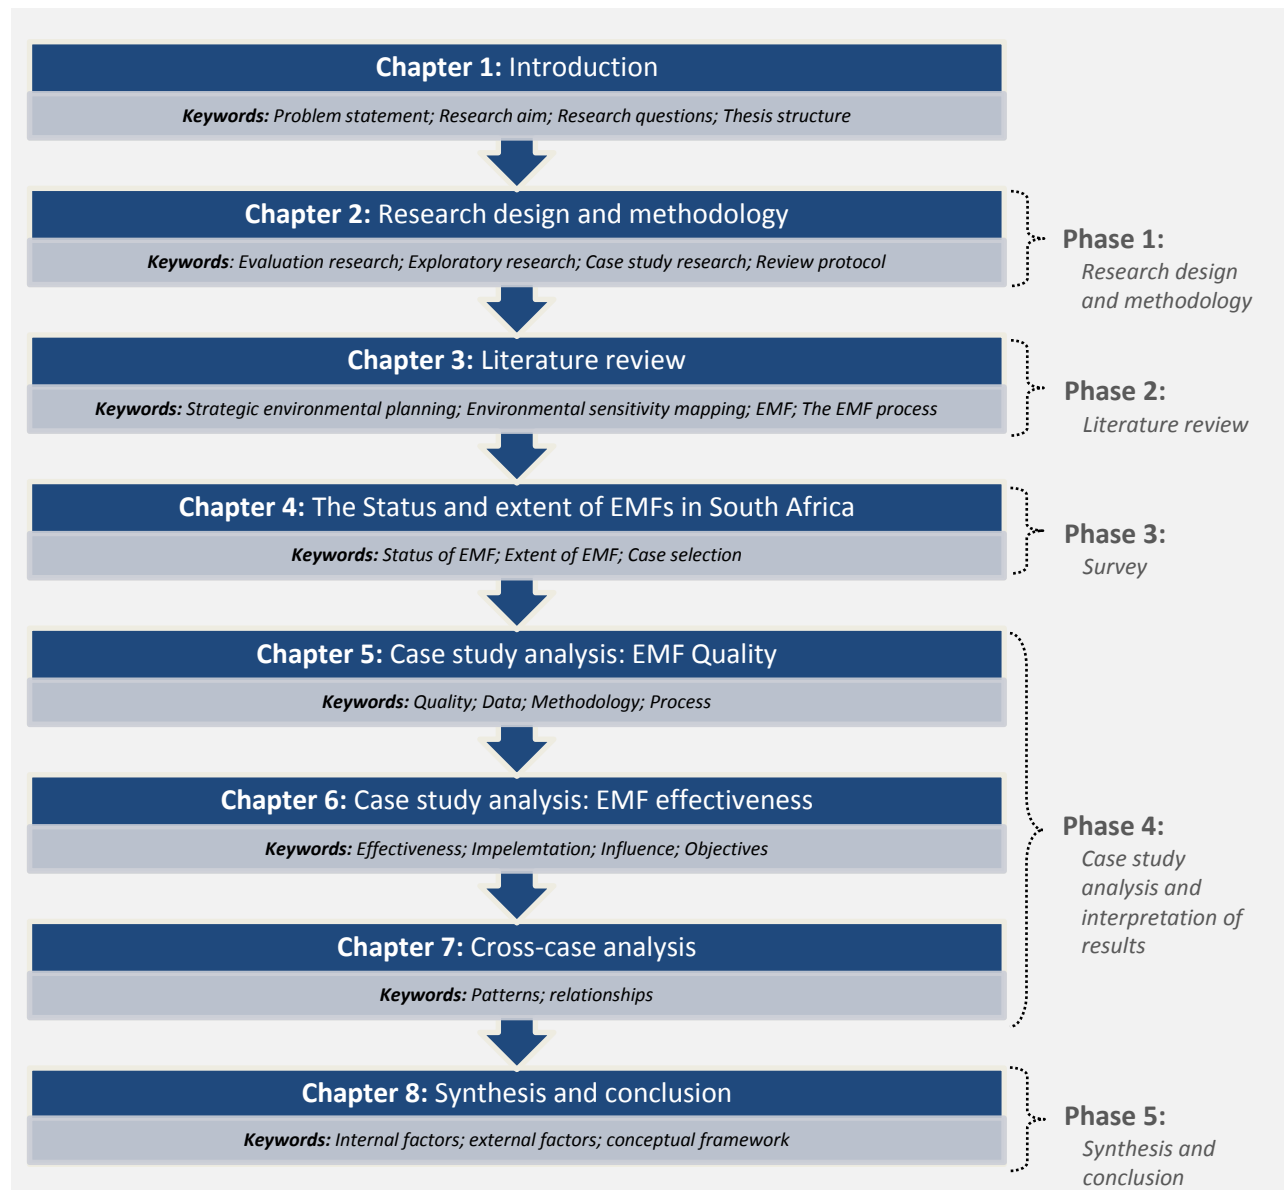 Chapter 1: Introduction
Keywords: Problem statement; Research aim; Research questions; Thesis structure
Chapter 2: Research design and methodology
Keywords: Evaluation research; Exploratory research; Case study research; Review protocol
Phase 1:
Research design
and methodology
Chapter 3: Literature review
Keywords: Strategic environmental planning; Environmental sensitivity mapping; EMF; The EMF process
Phase 2:
Literature review
Chapter 4: The Status and extent of EMFs in South Africa
Keywords: Status of EMF; Extent of EMF; Case selection
Phase 3:
Survey
Chapter 5: Case study analysis: EMF Quality
Keywords: Quality; Data; Methodology; Process
Chapter 6: Case study analysis: EMF effectiveness
Keywords: Effectiveness; Impelemtation; Influence; Objectives
Phase 4:
Case study
analysis and
interpretation of
results
Chapter 7: Cross-case analysis
Keywords: Patterns; relationships
Chapter 8: Synthesis and conclusion
Keywords: Internal factors; external factors; conceptual framework
Phase 5:
Synthesis and
conclusion